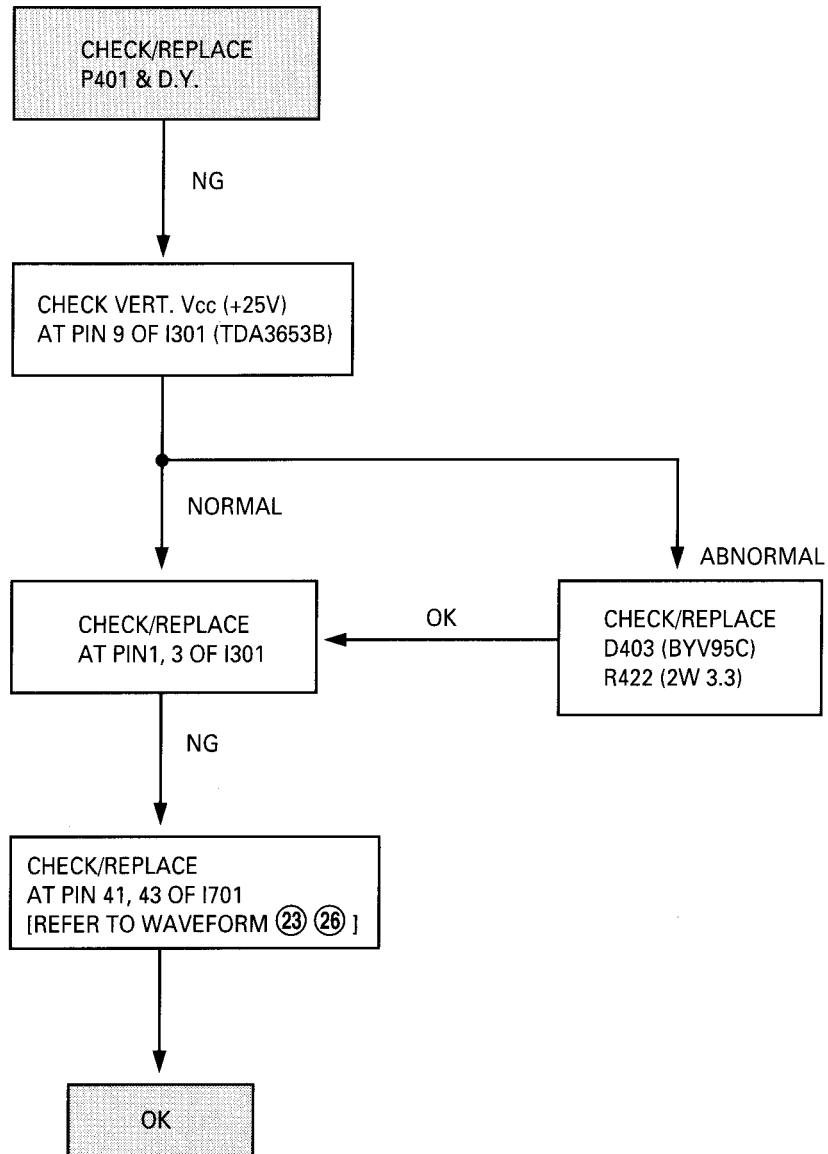 CHECK/REPLACE
P401 & D.Y.
NG
CHECK VERT. Vcc (+25V)
AT PIN 9 OF I301 (TDA3653B)
NORMAL
ABNORMAL
CHECK/REPLACE
AT PIN1, 3 OF I301
OK
CHECK/REPLACE
D403 (BYV95C)
R422 (2W 3.3)
NG
CHECK/REPLACE
AT PIN 41, 43 OF I701
[REFER TO WAVEFORM 23 26 ]
OK